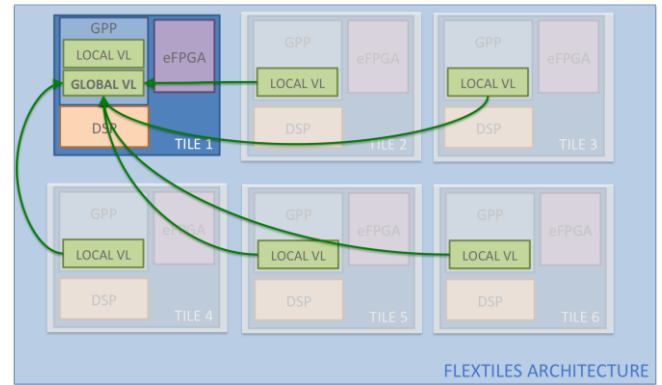 GPP
LOCAL VL
GLOBAL VL
eFPGA
DSP
TILE 1
GPP
LOCAL VL
eFPGA
DSP
TILE 2
GPP
LOCAL VL
eFPGA
DSP
TILE 3
GPP
LOCAL VL
eFPGA
DSP
TILE 4
GPP
LOCAL VL
eFPGA
DSP
TILE 5
GPP
LOCAL VL
eFPGA
DSP
TILE 6
FLEXTILES ARCHITECTURE